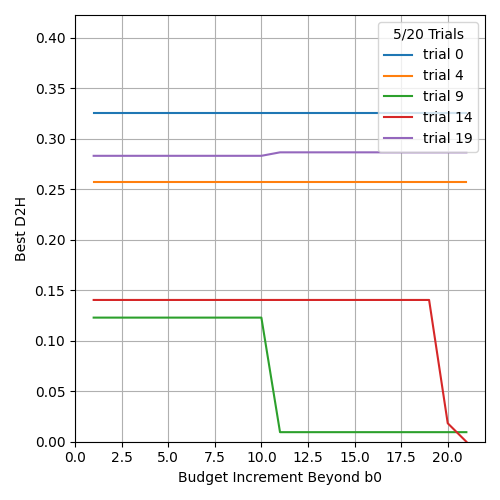 5/20 Trials
trial 0
trial 4
trial 9
trial 14
trial 19
0.40
0.35
0.30
0.25
0.20
0.15
0.10
0.05
0.00
Best D2H
0.0 2.5 5.0 7.5 10.0 12.5 15.0 17.5 20.0
Budget Increment Beyond b0